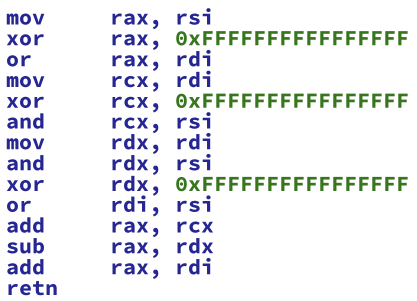 mov rax, rsi
xor rax, 0xFFFFFFFFFFFFFFFF
or rax, rdi
mov rcx, rdi
xor rcx, 0xFFFFFFFFFFFFFFFF
and rcx, rsi
mov rdx, rdi
and rdx, rsi
xor rdx, 0xFFFFFFFFFFFFFFFF
or rdi, rsi
add rax, rcx
sub rax, rdx
add rax, rdi
retn